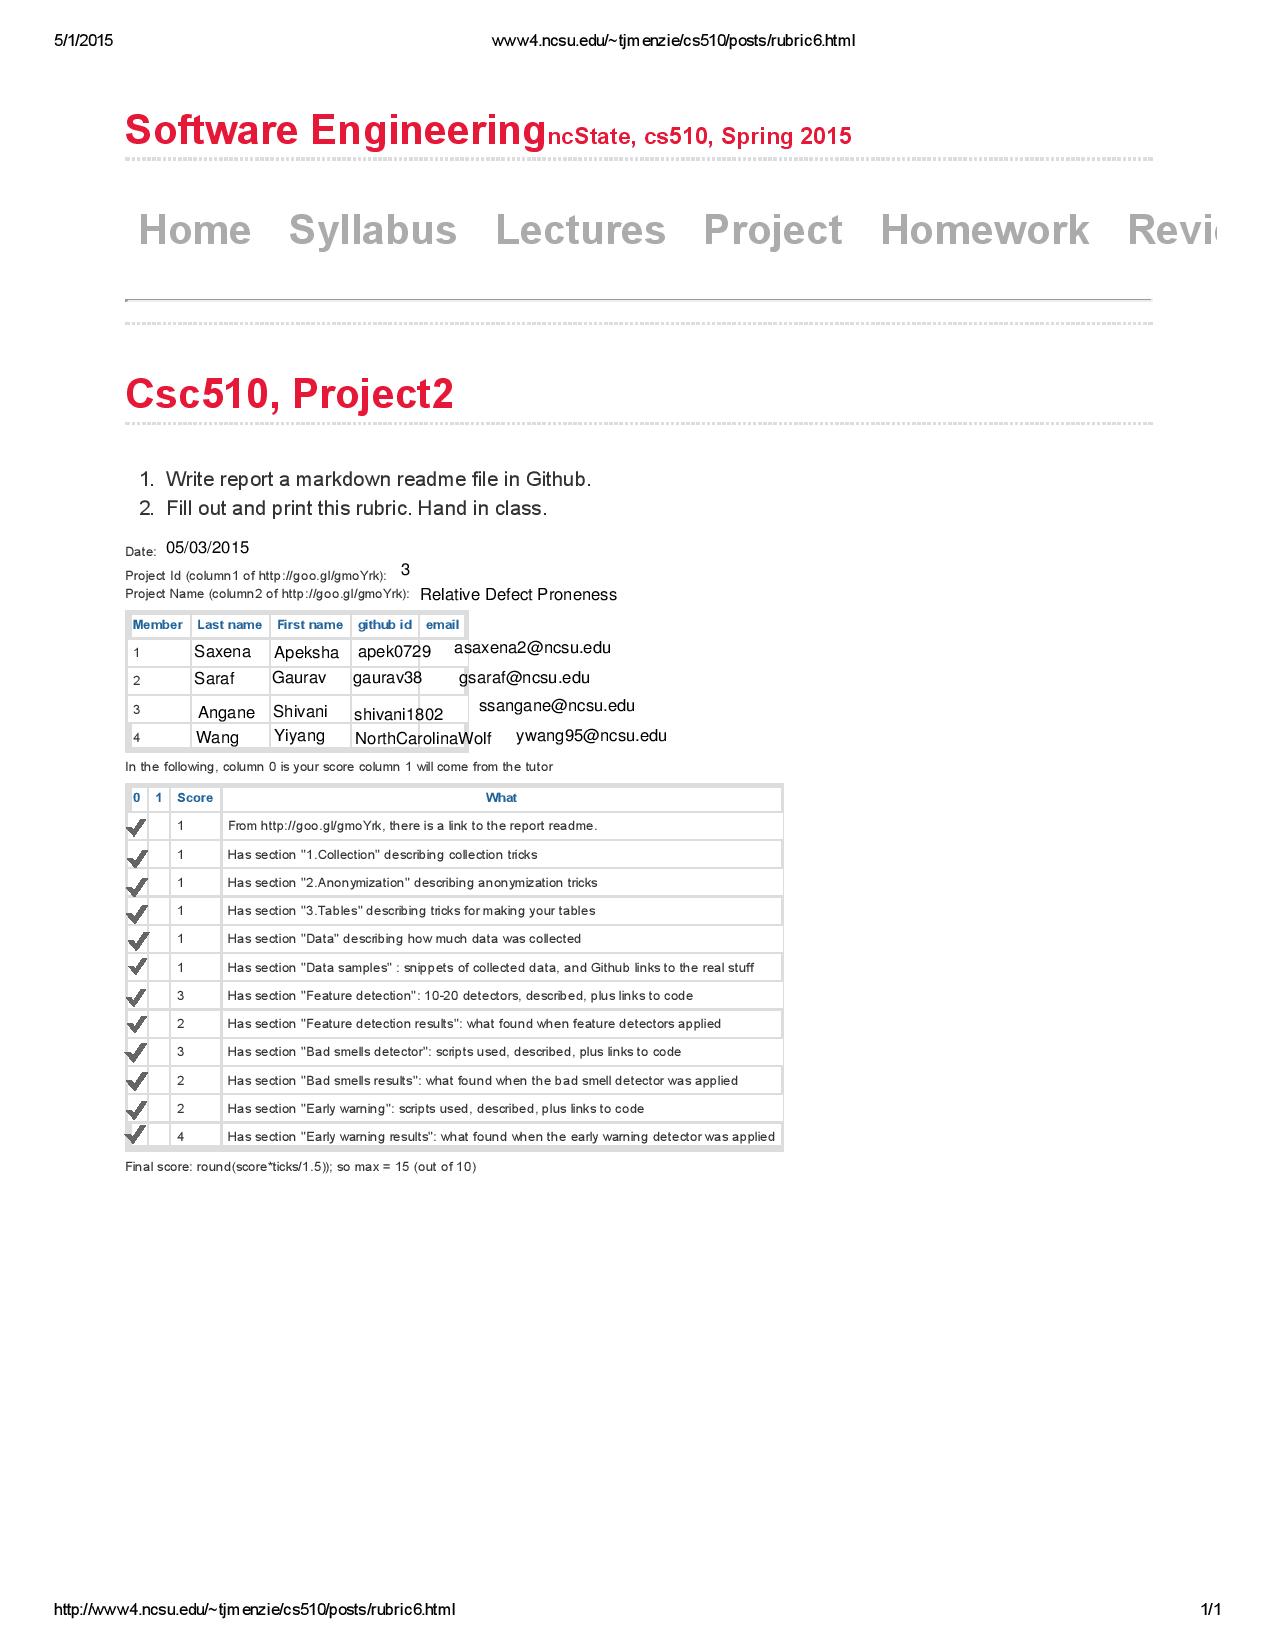 5/1/2015 www4.ncsu.edu/~tjmenzie/cs510/posts/rubric6.html
Software EngineeringncState, cs510, Spring 2015
Home Syllabus Lectures Project Homework
Csc510, Project2
1. Write report a markdown readme file in Github.
2. Fill out and print this rubric. Hand in class.
Date: 05/03/2015
Project Id (column1 of http://goo.gl/gmoYrk): 3
Project Name (column2 of http://goo.gl/gmoYrk): Relative Defect Proneness
Member Last name First name github id email
1 Saxena Apeksha apek0729 asaxena2@ncsu.edu
2 Saraf Gaurav gaurav38 gsaraf@ncsu.edu
3 Angane Shivani shivani1802 ssangane@ncsu.edu
4 Wang Yiyang NorthCarolinaWolf ywang95@ncsu.edu
In the following, column 0 is your score column 1 will come from the tutor
0 1 Score What
✔ 1 From http://goo.gl/gmoYrk, there is a link to the report readme.
✔ 1 Has section "1.Collection" describing collection tricks
✔ 1 Has section "2.Anonymization" describing anonymization tricks
✔ 1 Has section "3.Tables" describing tricks for making your tables
✔ 1 Has section "Data" describing how much data was collected
✔ 1 Has section "Data samples" : snippets of collected data, and Github links to the real stuff
✔ 3 Has section "Feature detection": 10-20 detectors, described, plus links to code
✔ 2 Has section "Feature detection results": what found when feature detectors applied
✔ 3 Has section "Bad smells detector": scripts used, described, plus links to code
✔ 2 Has section "Bad smells results": what found when the bad smell detector was applied
✔ 2 Has section "Early warning": scripts used, described, plus links to code
✔ 4 Has section "Early warning results": what found when the early warning detector was applied
Final score: round(score*ticks/1.5)); so max = 15 (out of 10)
http://www4.ncsu.edu/~tjmenzie/cs510/posts/rubric6.html 1/1